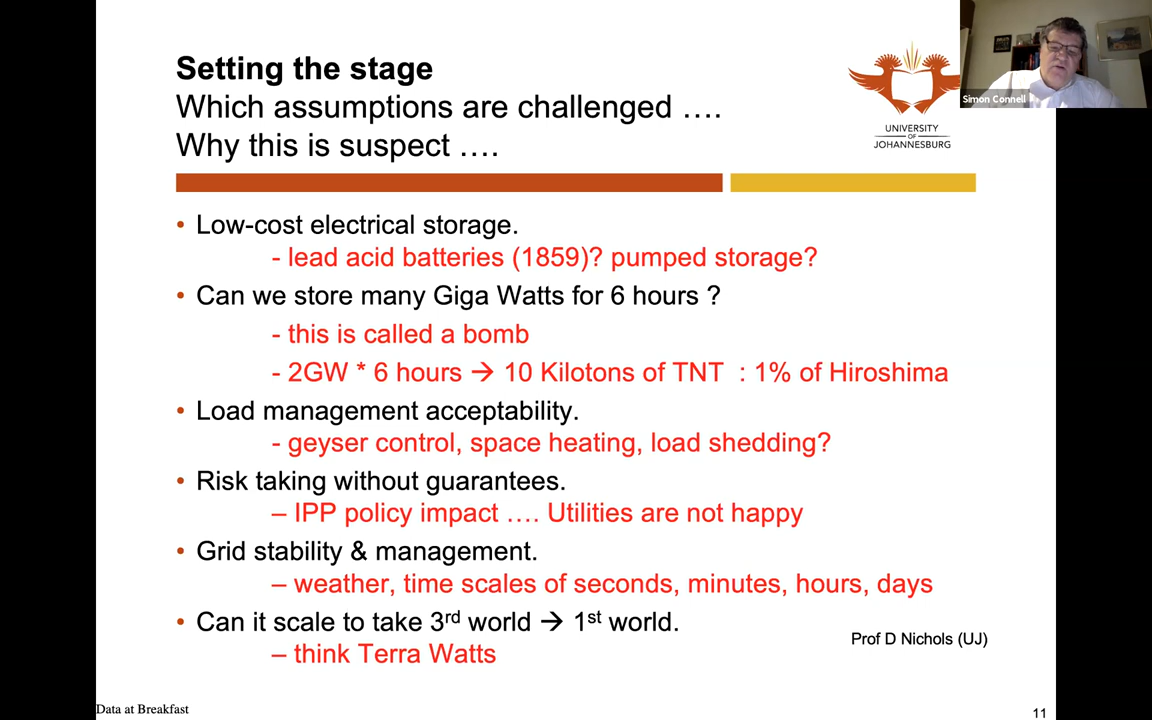 Setting the stage
Which assumptions are challenged ….
Why this is suspect ….
UNIVERSITY
OF
JOHANNESBURG
Simon Connell
• Low-cost electrical storage.
- lead acid batteries (1859)? pumped storage?
• Can we store many Giga Watts for 6 hours ?
- this is called a bomb
- 2GW * 6 hours → 10 Kilotons of TNT : 1% of Hiroshima
• Load management acceptability.
- geyser control, space heating, load shedding?
• Risk taking without guarantees.
– IPP policy impact …. Utilities are not happy
• Grid stability & management.
– weather, time scales of seconds, minutes, hours, days
• Can it scale to take 3rd world → 1st world.
– think Terra Watts
Prof D Nichols (UJ)
Data at Breakfast
11